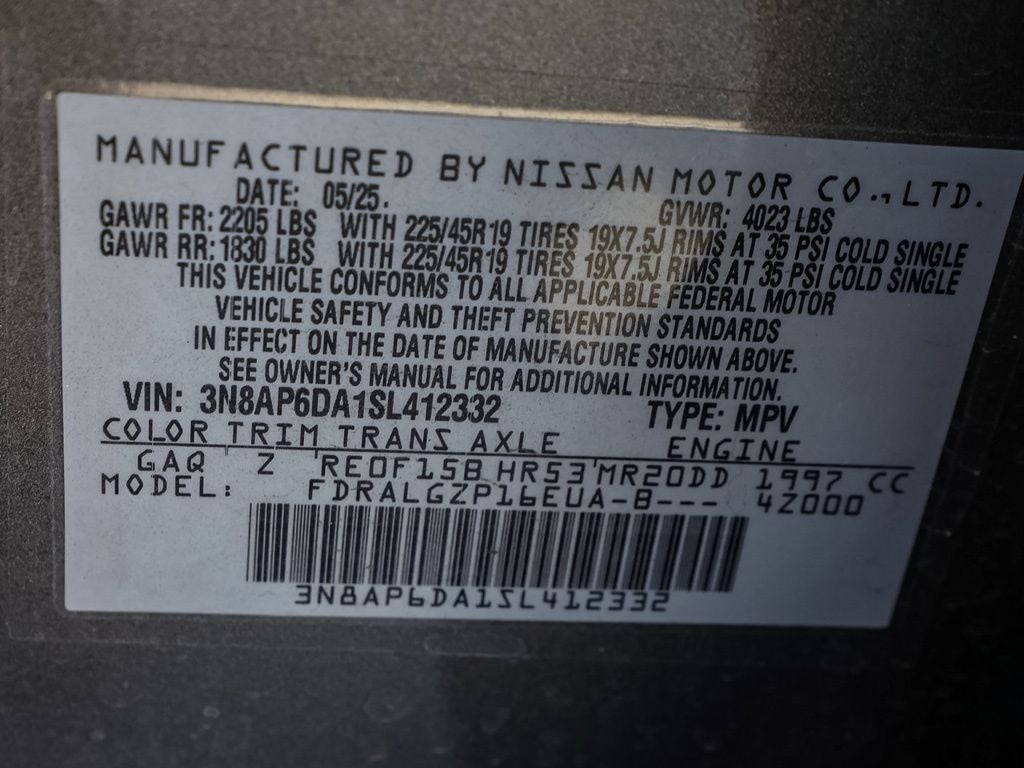 MANUFACTURED BY NISSAN MOTOR CO., LTD.
DATE: 05/25. GVWR: 4023 LBS
GAWR FR: 2205 LBS WITH 225/45R19 TIRES 19X7.5J RIMS AT 35 PSI COLD SINGLE
GAWR RR: 1830 LBS WITH 225/45R19 TIRES 19X7.5J RIMS AT 35 PSI COLD SINGLE
THIS VEHICLE CONFORMS TO ALL APPLICABLE FEDERAL MOTOR
VEHICLE SAFETY AND THEFT PREVENTION STANDARDS
IN EFFECT ON THE DATE OF MANUFACTURE SHOWN ABOVE.
SEE OWNER'S MANUAL FOR ADDITIONAL INFORMATION.
VIN: 3N8AP6DA1SL412332 TYPE: MPV
COLOR TRIM TRANS AXLE ENGINE
GAQ Z RE0F15B HR53 MR20DD 1997 CC
MODEL: FDRALGZP16EUA-B--- 42000
3N8AP6DA1SL412332